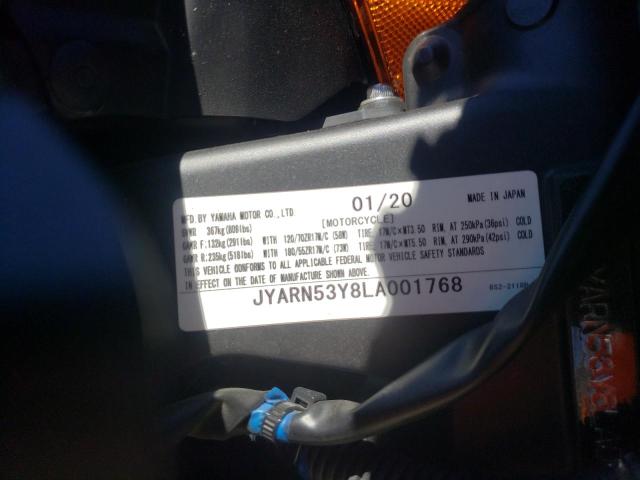 01/20
MFD. BY YAMAHA MOTOR CO., LTD
MADE IN JAPAN
GVWR 367kg(809lbs) [MOTORCYCLE]
GAWR F:132kg(291lbs) WITH 120/70ZR17M/C (58W) TIRE 17M/C×MT3.50 RIM, AT 250kPa(36psi) COLD
GAWR R:235kg(518lbs) WITH 180/55ZR17M/C (73W) TIRE 17M/C×MT5.50 RIM, AT 290kPa(42psi) COLD
THIS VEHICLE CONFORMS TO ALL APPLICABLE FEDERAL MOTOR VEHICLE SAFETY STANDARDS
IN EFFECT ON THE DATE OF MANUFACTURE SHOWN ABOVE.
JYARN53Y8LA001768